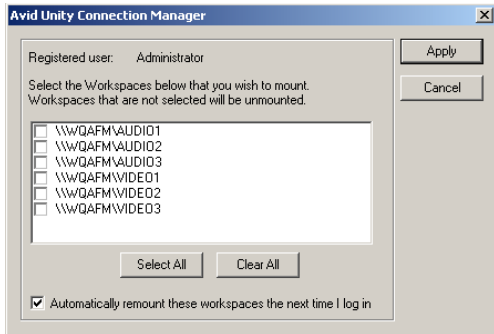 Avid Unity Connection Manager
Registered user: Administrator
Apply
Select the Workspaces below that you wish to mount.
Workspaces that are not selected will be unmounted.
Cancel
\\WQAFM\AUDIO1
\\WQAFM\AUDIO2
\\WQAFM\AUDIO3
\\WQAFM\VIDEO1
\\WQAFM\VIDEO2
\\WQAFM\VIDEO3
Select All Clear All
Automatically remount these workspaces the next time I log in